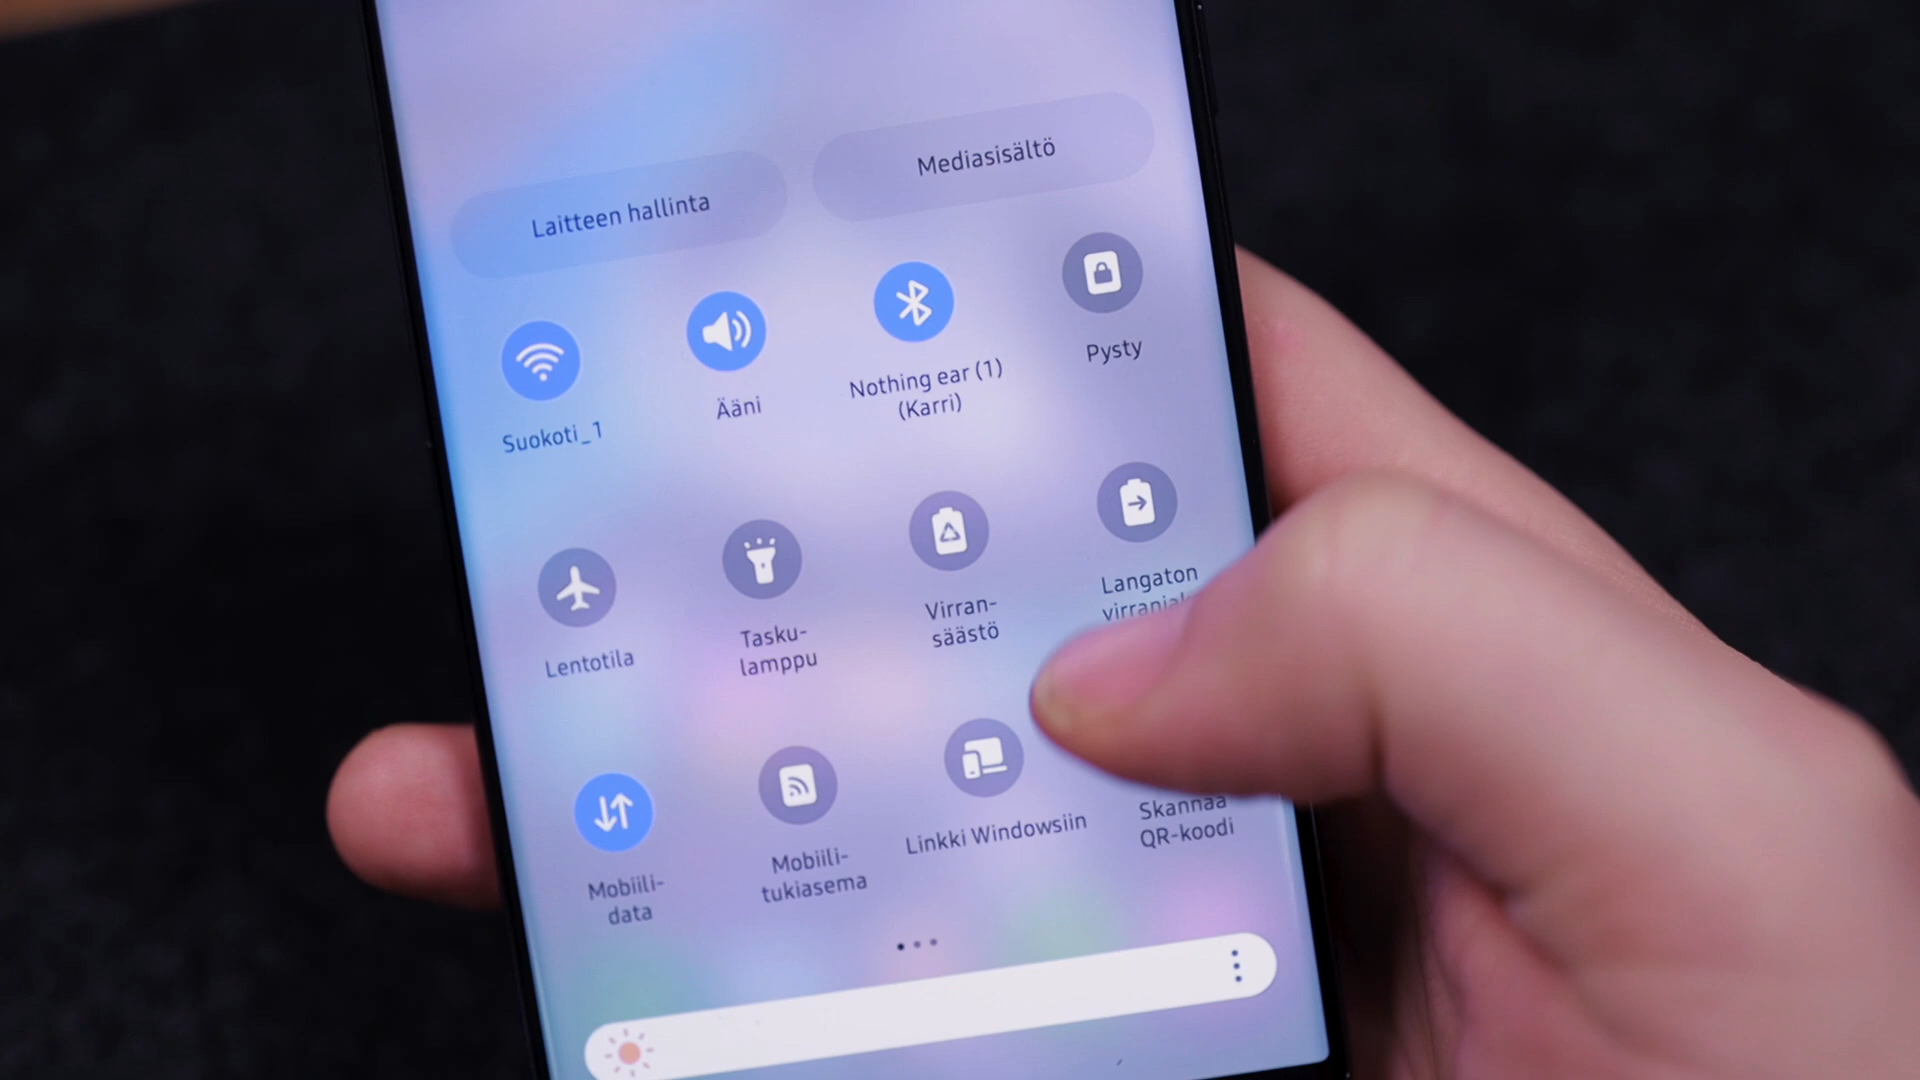 Laitteen hallinta
Mediasisältö
Suokoti_1
Ääni
Nothing ear (1)
(Karri)
Pysty
Lentotila
Tasku-
lamppu
Virran-
säästö
Langaton
Mobiili-
data
Mobiili-
tukiasema
Linkki Windowsiin
Skannaa
QR-koodi